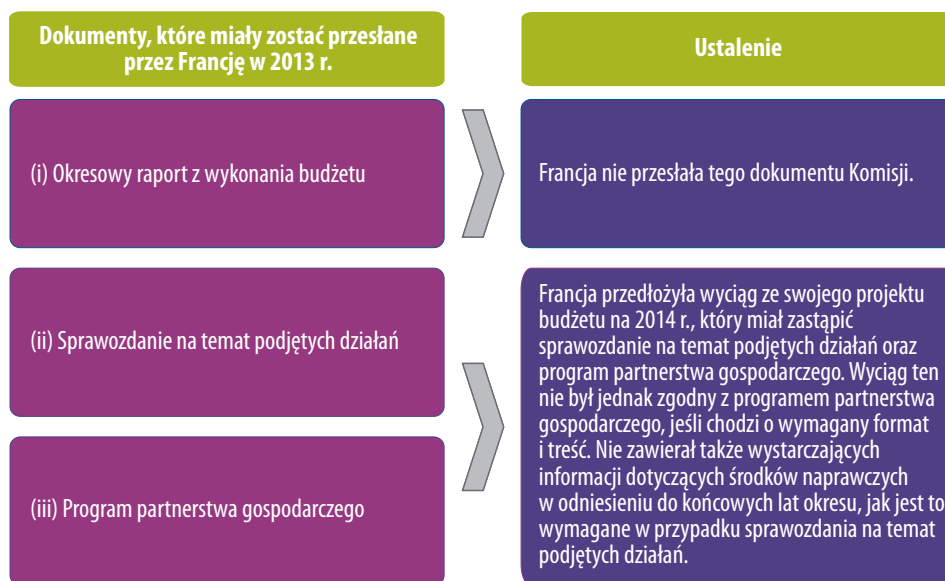 Dokumenty, które miały zostać przesłane
przez Francję w 2013 r.
Ustalenie
(i) Okresowy raport z wykonania budżetu
Francja nie przesłała tego dokumentu Komisji.
(ii) Sprawozdanie na temat podjętych działań
(iii) Program partnerstwa gospodarczego
Francja przedłożyła wyciąg ze swojego projektu
budżetu na 2014 r., który miał zastąpić
sprawozdanie na temat podjętych działań oraz
program partnerstwa gospodarczego. Wyciąg ten
nie był jednak zgodny z programem partnerstwa
gospodarczego, jeśli chodzi o wymagany format
i treść. Nie zawierał także wystarczających
informacji dotyczących środków naprawczych
w odniesieniu do końcowych lat okresu, jak jest to
wymagane w przypadku sprawozdania na temat
podjętych działań.